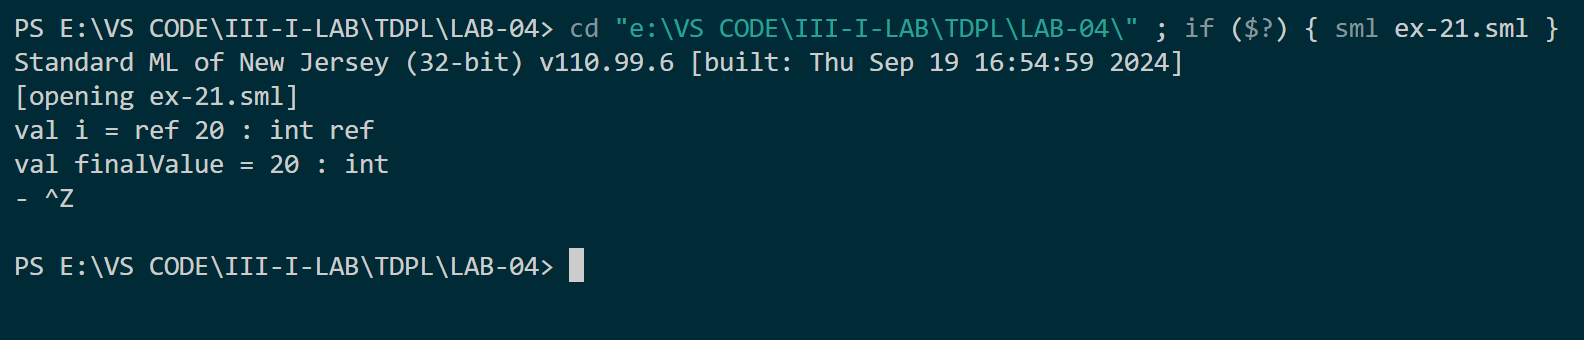 PS E:\VS CODE\III-I-LAB\TDPL\LAB-04> cd "e:\VS CODE\III-I-LAB\TDPL\LAB-04\" ; if ($?) { sml ex-21.sml }
Standard ML of New Jersey (32-bit) v110.99.6 [built: Thu Sep 19 16:54:59 2024]
[opening ex-21.sml]
val i = ref 20 : int ref
val finalValue = 20 : int
- ^Z
PS E:\VS CODE\III-I-LAB\TDPL\LAB-04>